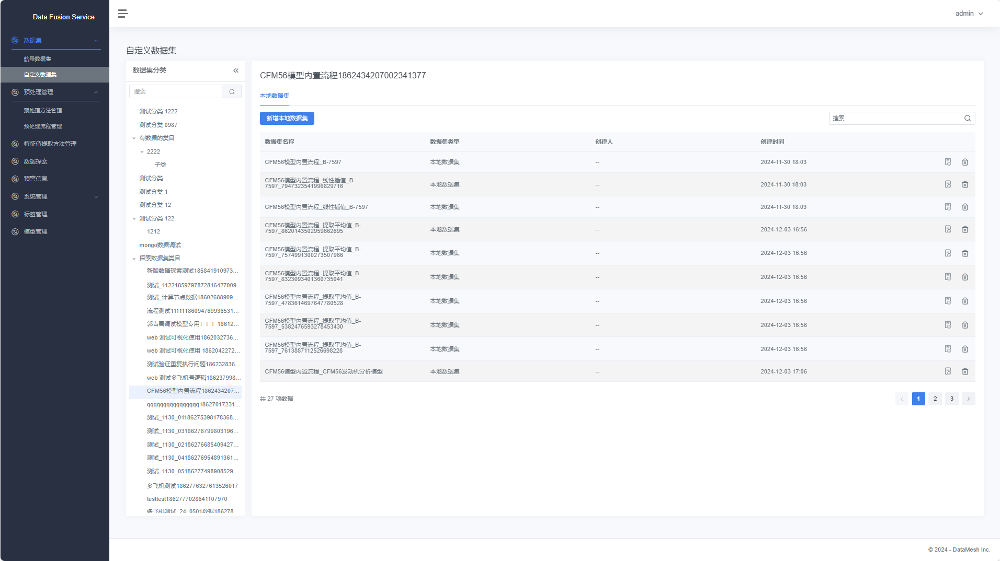 Data Fusion Service
数据集
航段数据集
自定义数据集
预处理管理
预处理方法管理
预处理流程管理
特征值提取方法管理
数据探索
预警信息
系统管理
标签管理
模型管理
admin
自定义数据集
数据集分类
搜索
测试分类 1222
测试分类 0987
有数据的类目
2222
子类
测试分类
测试分类 1
测试分类 12
测试分类 122
1212
mongo数据调试
探索数据集类目
新版数据探索测试185841910973...
测试_11221859797872816427009
测试_计算节点数据18602688909...
流程测试11111186094769936531...
郭吉善调试模型专用！！！18612...
web 测试可视化使用1862032736...
web 测试可视化使用 1862042272...
测试验证重复执行问题186232836...
web 测试多飞机号逻辑186237998...
CFM56模型内置流程1862434207...
qqqqqqqqqqqqqqqq18627017231...
测试_1130_01186275398178368...
测试_1130_03186276799803196...
测试_1130_02186276685409427...
测试_1130_04186276954891361...
测试_1130_05186277498908529...
多飞机测试1862776327613526017
testtest1862777028641107970
多飞机测试_24_0501数据186278
CFM56模型内置流程1862434207002341377
本地数据集
新增本地数据集
搜索
数据集名称 数据集类型 创建人 创建时间
CFM56模型内置流程_B-7597 本地数据集 -- 2024-11-30 18:03
CFM56模型内置流程_线性插值_B-
7597_7947323541996829716 本地数据集 -- 2024-11-30 18:03
CFM56模型内置流程_线性插值_B-7597 本地数据集 -- 2024-11-30 18:03
CFM56模型内置流程_提取平均值_B-
7597_8620143502959662695 本地数据集 -- 2024-12-03 16:56
CFM56模型内置流程_提取平均值_B-
7597_7574991300273507966 本地数据集 -- 2024-12-03 16:56
CFM56模型内置流程_提取平均值_B-
7597_8323093401360735041 本地数据集 -- 2024-12-03 16:56
CFM56模型内置流程_提取平均值_B-
7597_4783614697647780528 本地数据集 -- 2024-12-03 16:56
CFM56模型内置流程_提取平均值_B-
7597_5382476593278453430 本地数据集 -- 2024-12-03 16:56
CFM56模型内置流程_提取平均值_B-
7597_7613887112526698228 本地数据集 -- 2024-12-03 16:56
CFM56模型内置流程_CFM56发动机分析模型 本地数据集 -- 2024-12-03 17:06
共 27 项数据
1 2 3
© 2024 - DataMesh Inc.